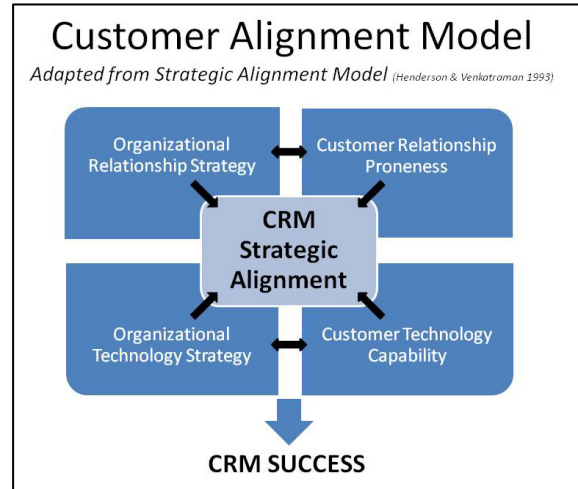 Customer Alignment Model
Adapted from Strategic Alignment Model (Henderson & Venkatraman 1993)
Organizational
Relationship Strategy
Customer Relationship
Proneness
CRM
Strategic
Alignment
Organizational
Technology Strategy
Customer Technology
Capability
CRM SUCCESS